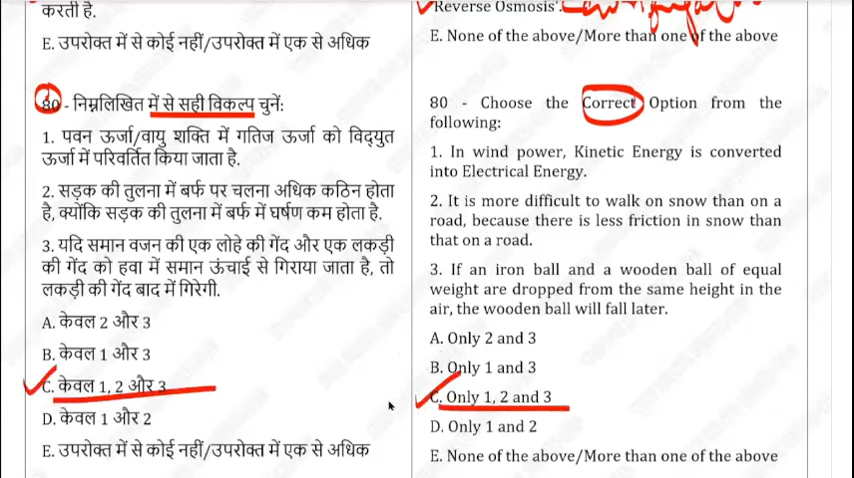 करती है.
E. उपरोक्त में से कोई नहीं/उपरोक्त में एक से अधिक
80 - निम्नलिखित में से सही विकल्प चुनें:
1. पवन ऊर्जा/वायु शक्ति में गतिज ऊर्जा को विद्युत
ऊर्जा में परिवर्तित किया जाता है.
2. सड़क की तुलना में बर्फ पर चलना अधिक कठिन होता
है, क्योंकि सड़क की तुलना में बर्फ में घर्षण कम होता है.
3. यदि समान वजन की एक लोहे की गेंद और एक लकड़ी
की गेंद को हवा में समान ऊंचाई से गिराया जाता है, तो
लकड़ी की गेंद बाद में गिरेगी.
A. केवल 2 और 3
B. केवल 1 और 3
C. केवल 1, 2 और 3
D. केवल 1 और 2
E. उपरोक्त में से कोई नहीं/उपरोक्त में एक से अधिक
Reverse Osmosis'.
E. None of the above/More than one of the above
80 - Choose the Correct Option from the
following:
1. In wind power, Kinetic Energy is converted
into Electrical Energy.
2. It is more difficult to walk on snow than on a
road, because there is less friction in snow than
that on a road.
3. If an iron ball and a wooden ball of equal
weight are dropped from the same height in the
air, the wooden ball will fall later.
A. Only 2 and 3
B. Only 1 and 3
C. Only 1, 2 and 3
D. Only 1 and 2
E. None of the above/More than one of the above